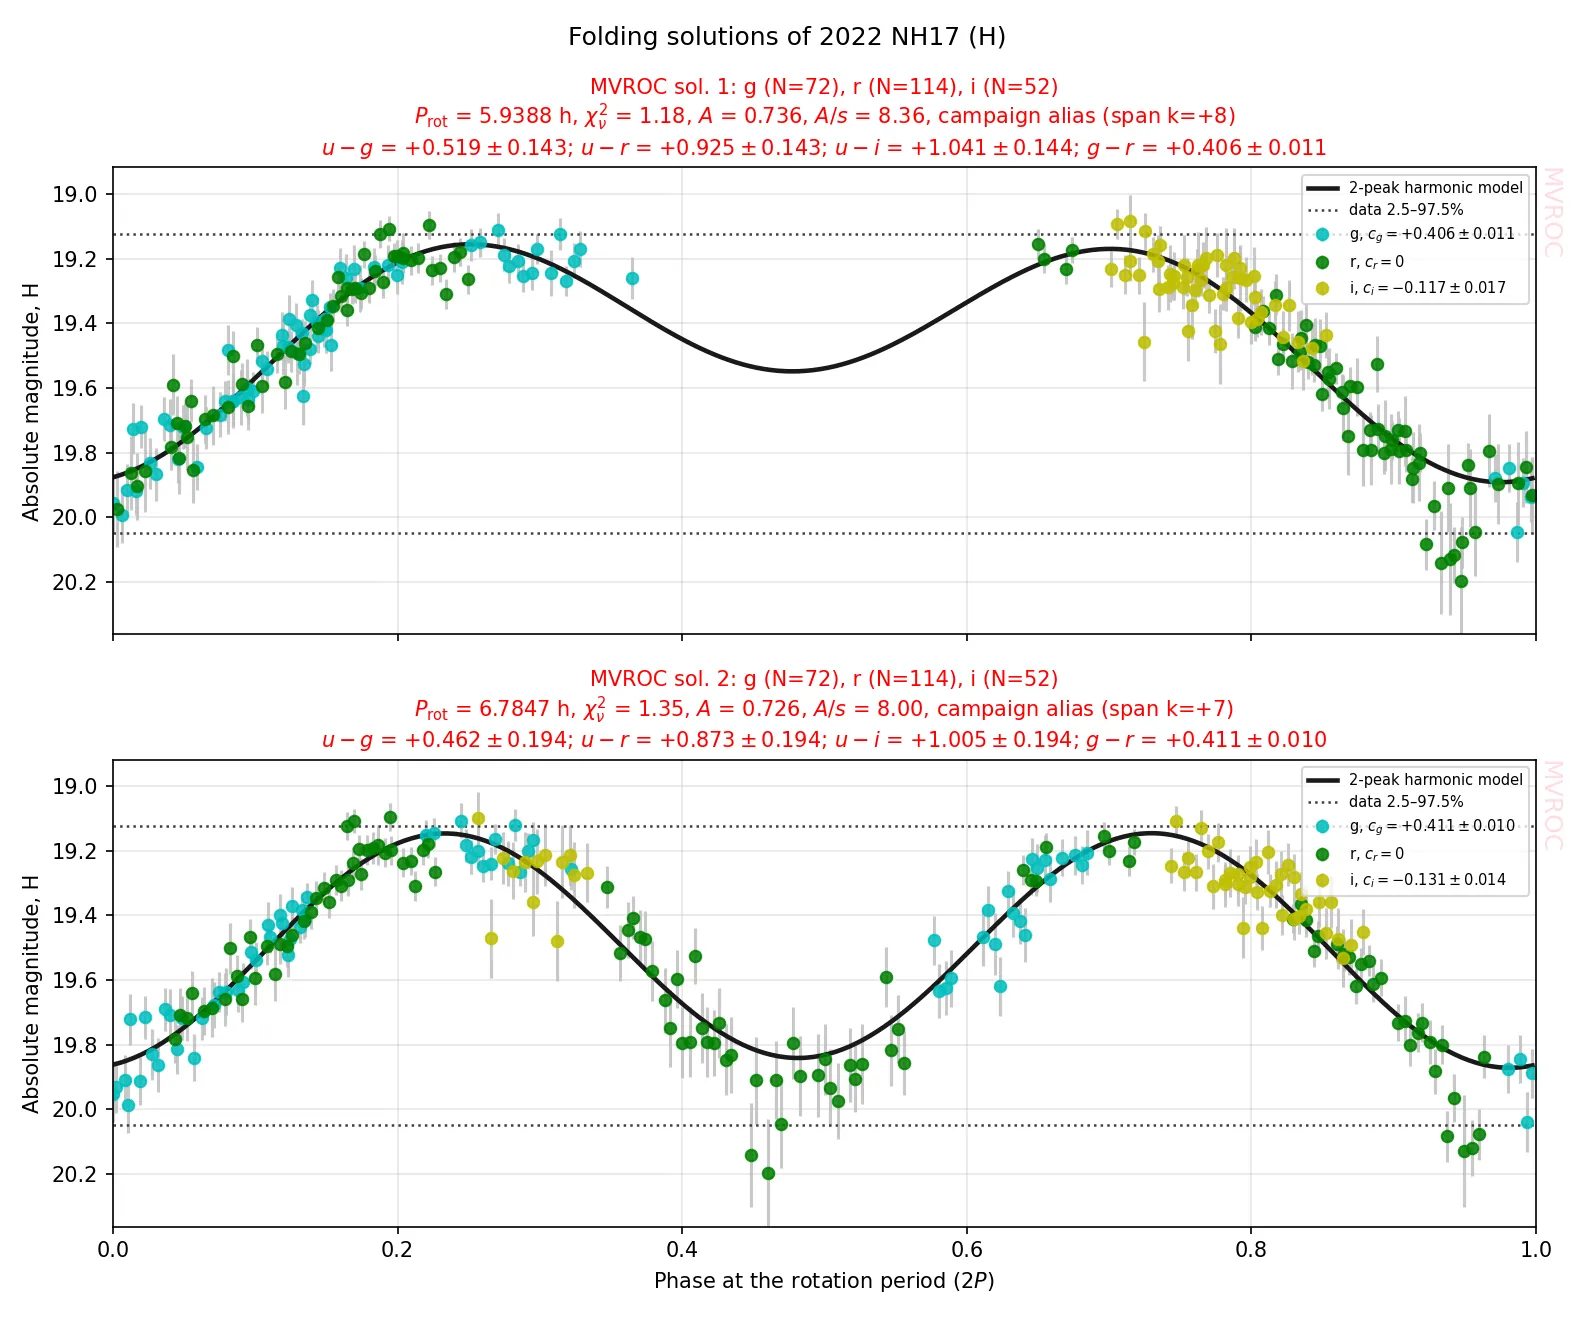 Folding solutions of 2022 NH17 (H)
MVROC sol. 1: g (N=72), r (N=114), i (N=52)
P_rot = 5.9388 h, χ²_ν = 1.18, A = 0.736, A/s = 8.36, campaign alias (span k=+8)
u − g = +0.519 ± 0.143; u − r = +0.925 ± 0.143; u − i = +1.041 ± 0.144; g − r = +0.406 ± 0.011
MVROC
2-peak harmonic model
data 2.5–97.5%
g, c_g = +0.406 ± 0.011
r, c_r = 0
i, c_i = −0.117 ± 0.017
Absolute magnitude, H
19.0
19.2
19.4
19.6
19.8
20.0
20.2
MVROC sol. 2: g (N=72), r (N=114), i (N=52)
P_rot = 6.7847 h, χ²_ν = 1.35, A = 0.726, A/s = 8.00, campaign alias (span k=+7)
u − g = +0.462 ± 0.194; u − r = +0.873 ± 0.194; u − i = +1.005 ± 0.194; g − r = +0.411 ± 0.010
MVROC
2-peak harmonic model
data 2.5–97.5%
g, c_g = +0.411 ± 0.010
r, c_r = 0
i, c_i = −0.131 ± 0.014
Absolute magnitude, H
19.0
19.2
19.4
19.6
19.8
20.0
20.2
0.0 0.2 0.4 0.6 0.8 1.0
Phase at the rotation period (2P)